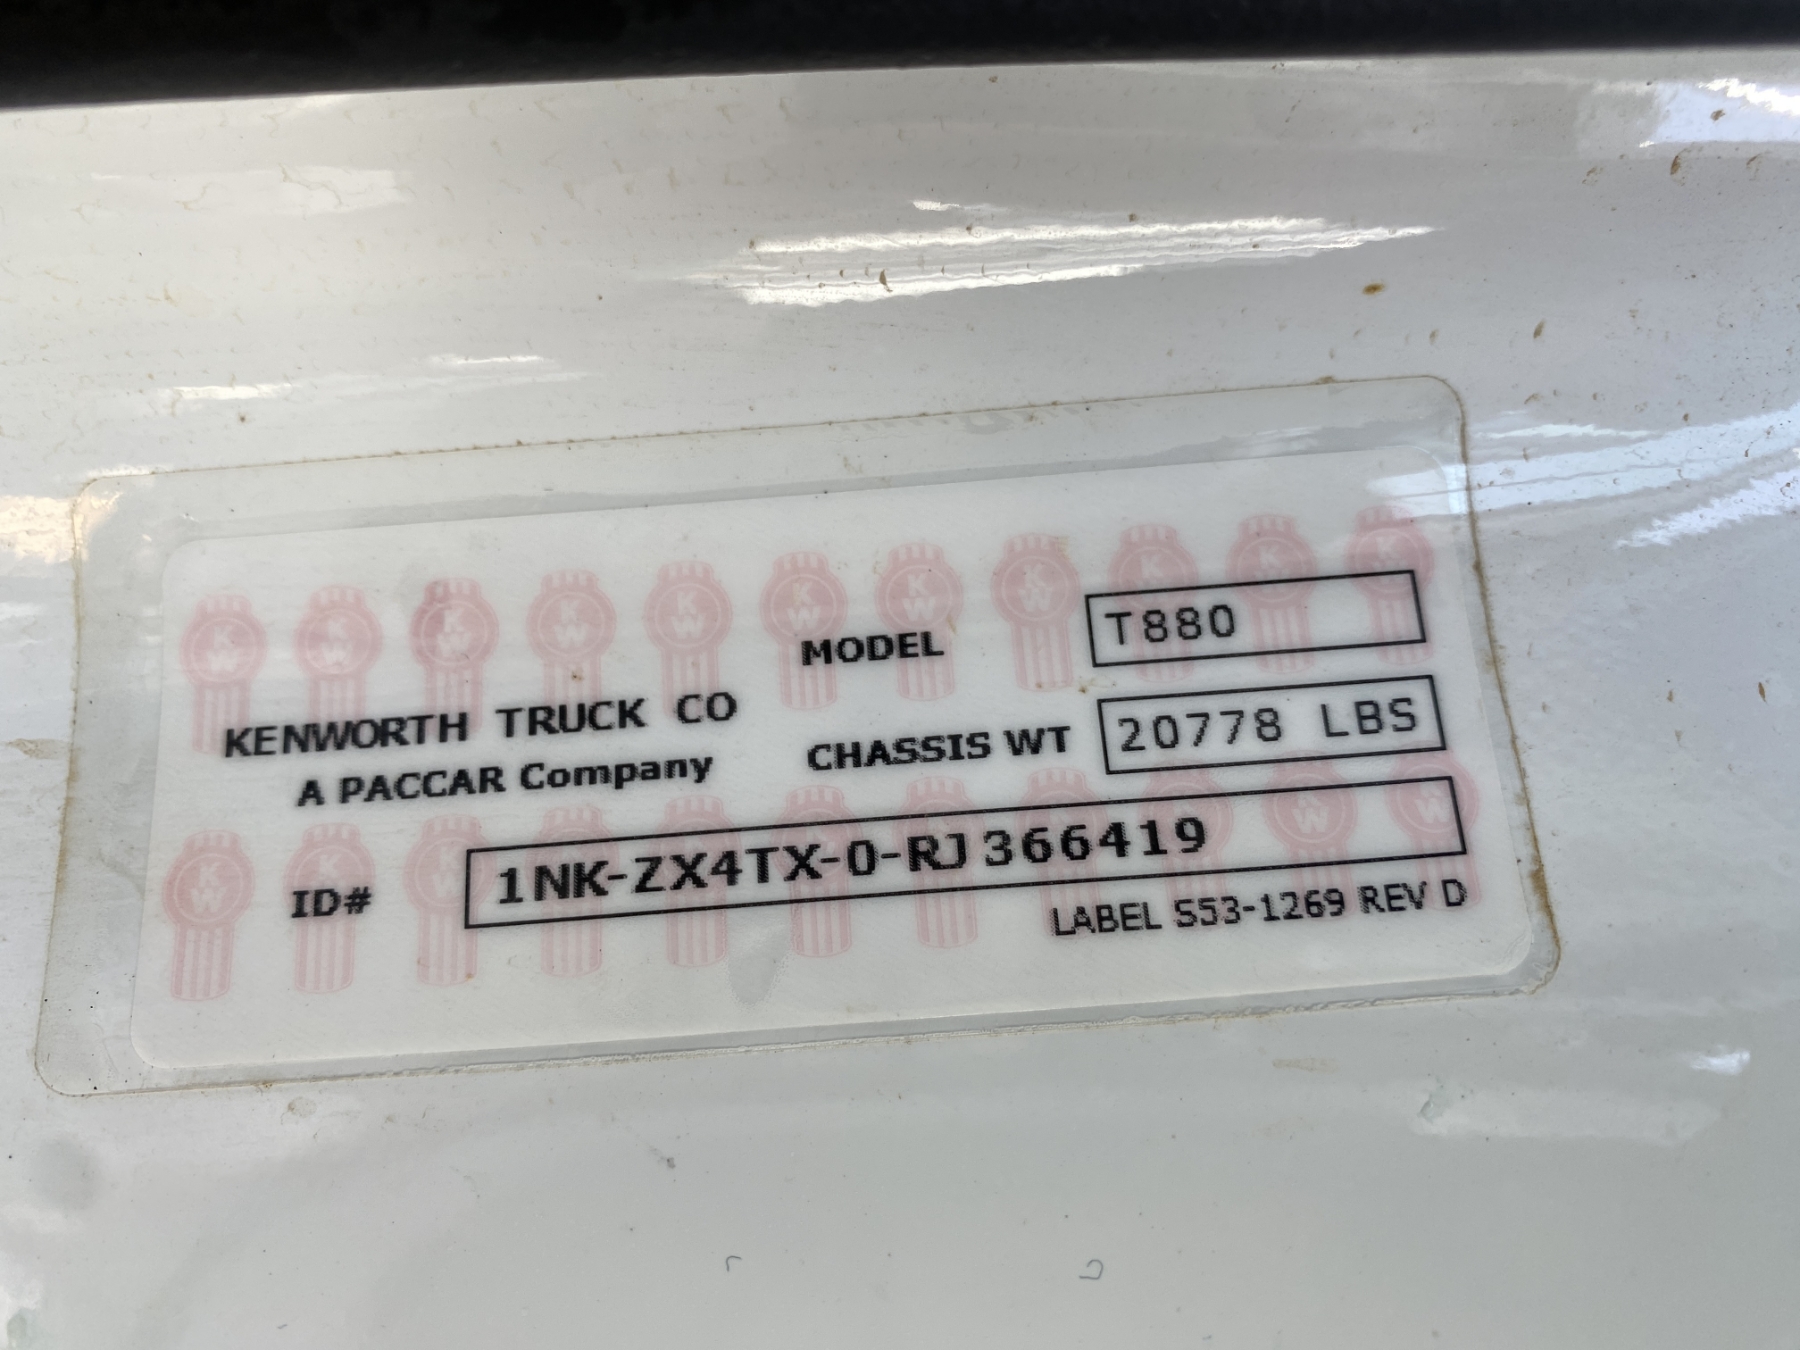 MODEL T880
KENWORTH TRUCK CO
A PACCAR Company
CHASSIS WT 20778 LBS
ID# 1NK-ZX4TX-0-RJ366419
LABEL S53-1269 REV D